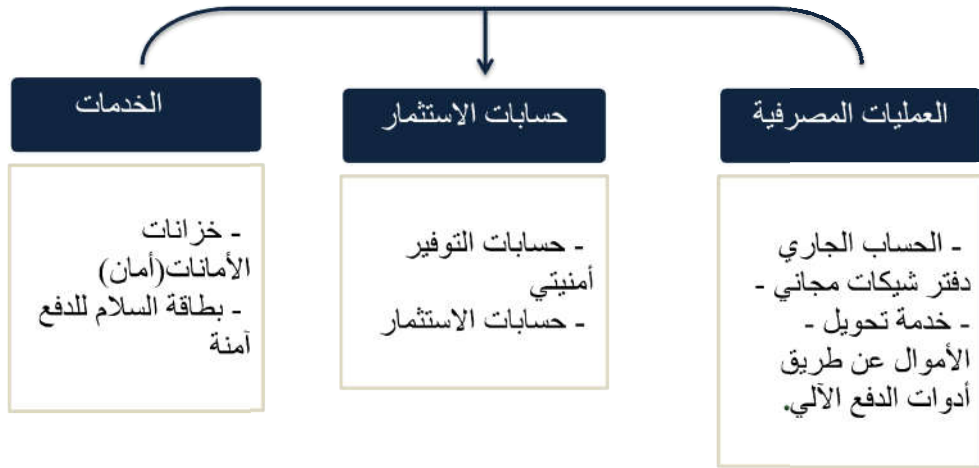 العمليات المصرفية
- الحساب الجاري
دفتر شيكات مجاني -
- خدمة تحويل -
الأموال عن طريق
أدوات الدفع الآلي.
حسابات الاستثمار
- حسابات التوفير
أمنيتي
- حسابات الاستثمار
الخدمات
- خزانات
الأمانات(أمان)
- بطاقة السلام للدفع
آمنة